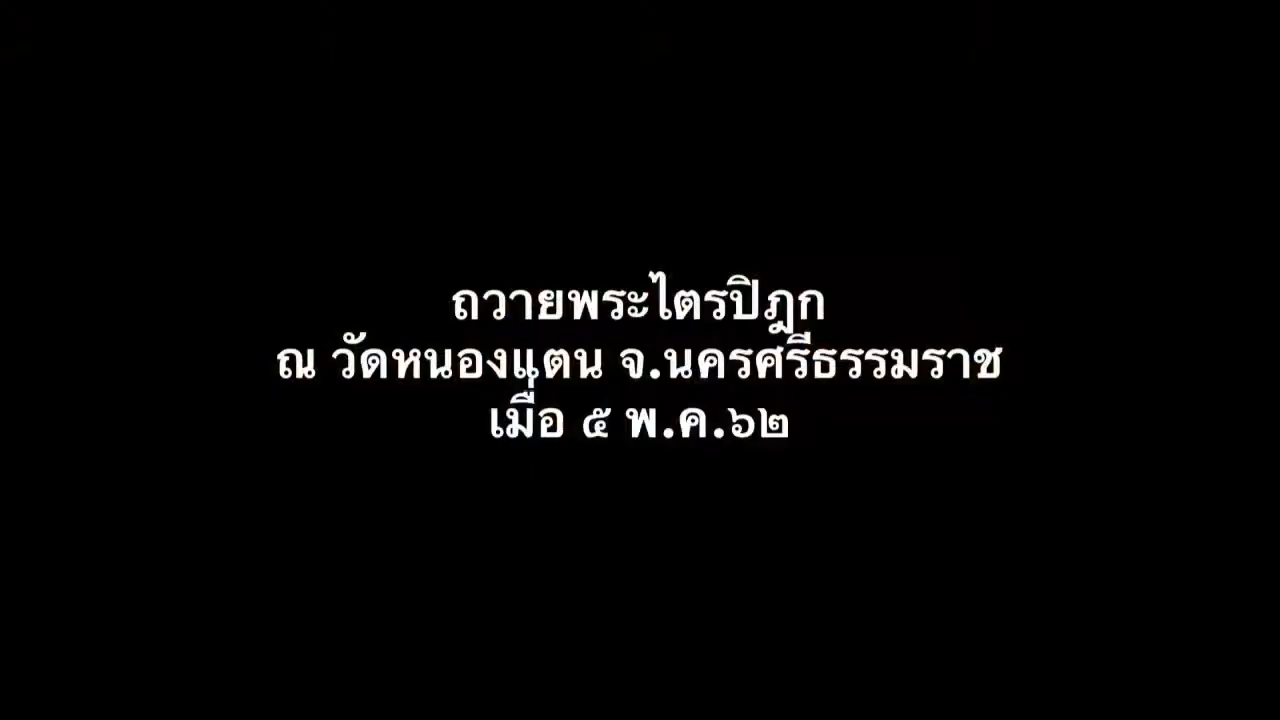 ถวายพระไตรปิฎก
ณ วัดหนองแตน จ.นครศรีธรรมราช
เมื่อ ๕ พ.ค.๖๒